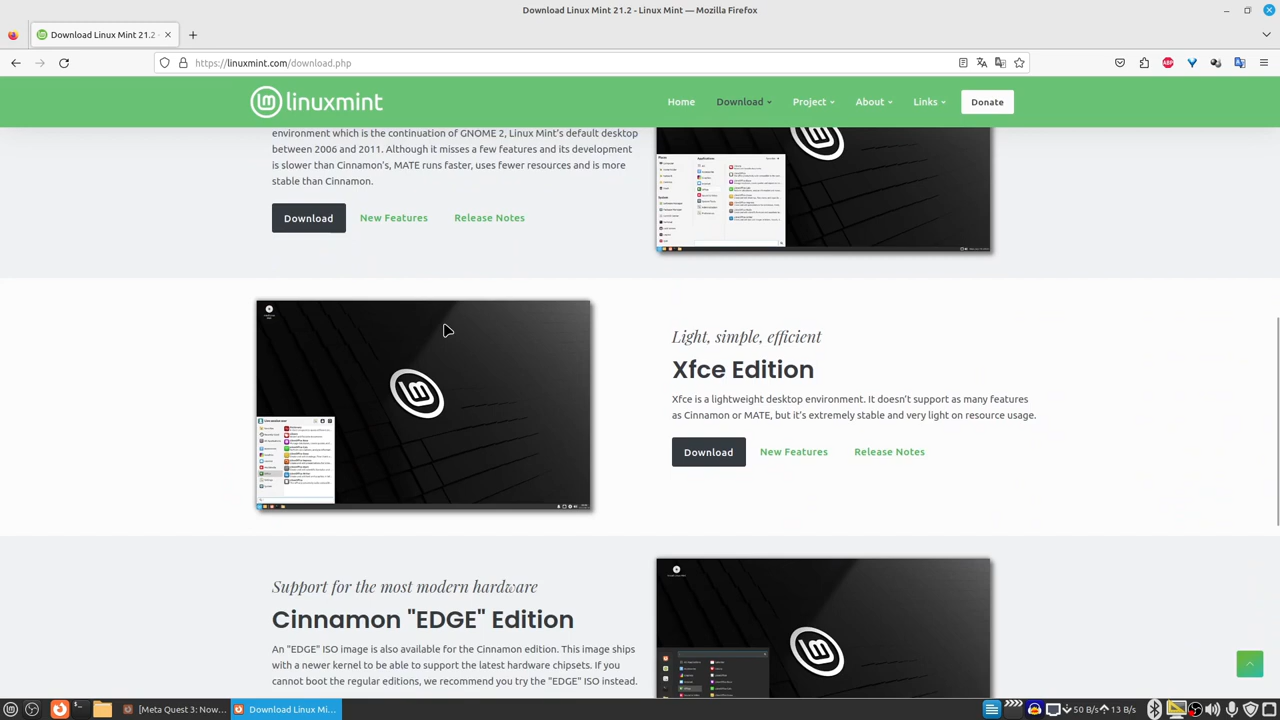 Download Linux Mint 21.2 - Linux Mint — Mozilla Firefox
Download Linux Mint 21.2 -
https://linuxmint.com/download.php
linuxmint
Home
Download
Project
About
Links
Donate
environment which is the continuation of GNOME 2, Linux Mint's default desktop
between 2006 and 2011. Although it misses a few features and its development
is slower than Cinnamon's, MATE runs faster, uses fewer resources and is more
stable than Cinnamon.
Download
New Features
Release Notes
Light, simple, efficient
Xfce Edition
Xfce is a lightweight desktop environment. It doesn't support as many features
as Cinnamon or MATE, but it's extremely stable and very light on resource usage.
Download
New Features
Release Notes
Support for the most modern hardware
Cinnamon "EDGE" Edition
An "EDGE" ISO image is also available for the Cinnamon edition. This image ships
with a newer kernel to be able to support the latest hardware chipsets. If you
cannot boot the regular editions, we recommend you try the "EDGE" ISO instead.
MetaQuest 3: Now...
Download Linux Mi...
50 B/s
13 B/s